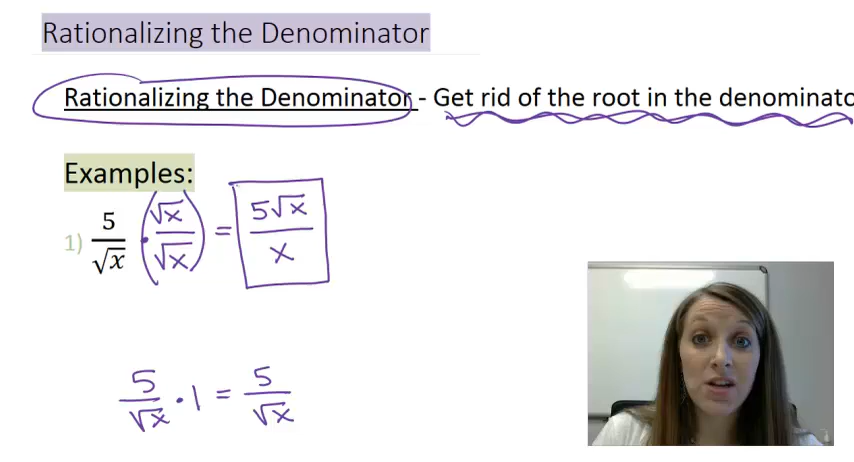 Rationalizing the Denominator
Rationalizing the Denominator - Get rid of the root in the denominato
Examples:
1) 5/√x · (√x/√x) = 5√x/x
5/√x · 1 = 5/√x